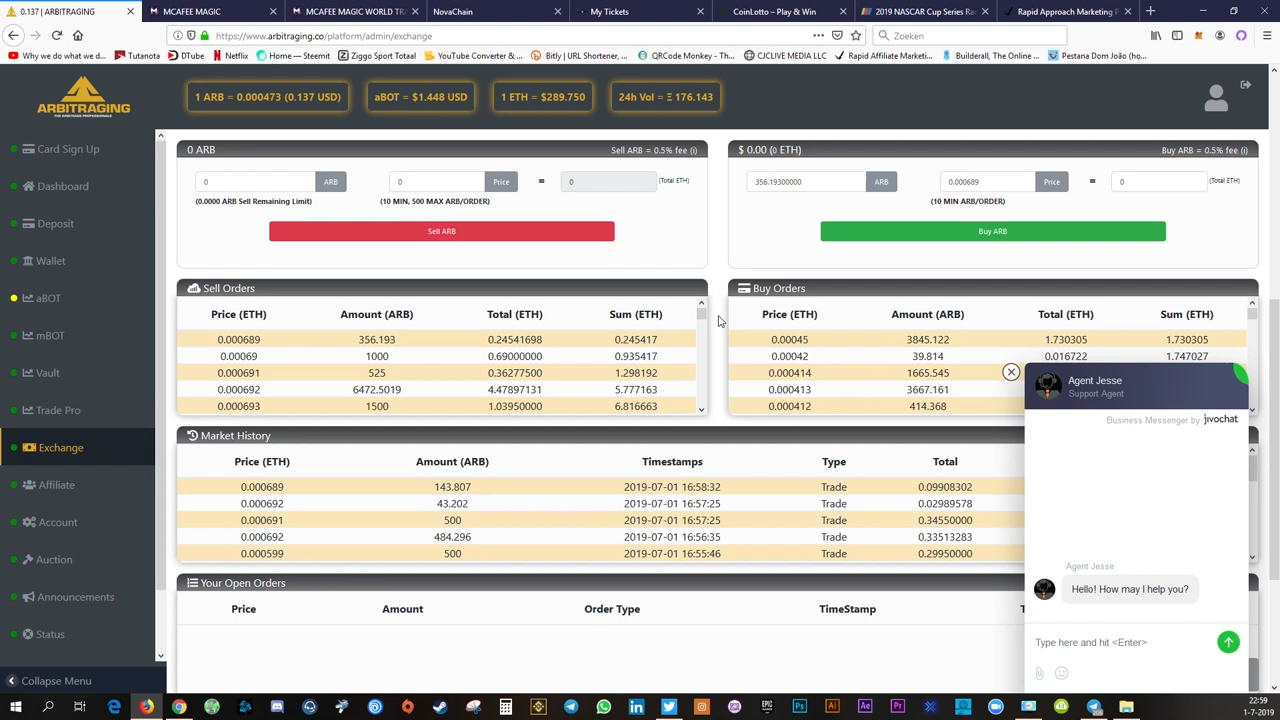 0.137 | ARBITRAGING
MCAFEE MAGIC
MCAFEE MAGIC WORLD TRA
NovaChain
My Tickets
CoinLotto – Play & Win
2019 NASCAR Cup Series Ra
Rapid Approach Marketing P
https://www.arbitraging.co/platform/admin/exchange
Zoeken
Why we do what we d...
Tutanota
Netflix
Home — Steemit
Ziggo Sport Totaal
YouTube Converter &...
Bitly | URL Shortener, ...
QRCode Monkey - Th...
CJCLIVE MEDIA LLC
Rapid Affiliate Marketi...
Builderall, The Online ...
Pestana Dom João (ho...
ARBITRAGING
THE ARBITRAGE PROFESSIONALS
1 ARB = 0.000473 (0.137 USD)
aBOT = $1.448 USD
1 ETH = $289.750
24h Vol = Ξ 176.143
Card Sign Up
Dashboard
Deposit
Wallet
aBOT
mBOT
Vault
Trade Pro
Exchange
Affiliate
Account
Auction
Announcements
Status
Collapse Menu
0 ARB
Sell ARB = 0.5% fee (i)
0 ARB
0 Price = 0 (Total ETH)
(0.0000 ARB Sell Remaining Limit)
(10 MIN, 500 MAX ARB/ORDER)
Sell ARB
$ 0.00 (0 ETH)
Buy ARB = 0.5% fee (i)
356.19300000 ARB
0.000689 Price = 0 (Total ETH)
(10 MIN ARB/ORDER)
Buy ARB
Sell Orders
Price (ETH) Amount (ARB) Total (ETH) Sum (ETH)
0.000689 356.193 0.24541698 0.245417
0.00069 1000 0.69000000 0.935417
0.000691 525 0.36277500 1.298192
0.000692 6472.5019 4.47897131 5.777163
0.000693 1500 1.03950000 6.816663
Buy Orders
Price (ETH) Amount (ARB) Total (ETH) Sum (ETH)
0.00045 3845.122 1.730305 1.730305
0.00042 39.814 0.016722 1.747027
0.000414 1665.545
0.000413 3667.161
0.000412 414.368
Market History
Price (ETH) Amount (ARB) Timestamps Type Total
0.000689 143.807 2019-07-01 16:58:32 Trade 0.09908302
0.000692 43.202 2019-07-01 16:57:25 Trade 0.02989578
0.000691 500 2019-07-01 16:57:25 Trade 0.34550000
0.000692 484.296 2019-07-01 16:56:35 Trade 0.33513283
0.000599 500 2019-07-01 16:55:46 Trade 0.29950000
Your Open Orders
Price Amount Order Type TimeStamp
Agent Jesse
Support Agent
Business Messenger by jivochat
Agent Jesse
Hello! How may I help you?
Type here and hit <Enter>
22:59
1-7-2019